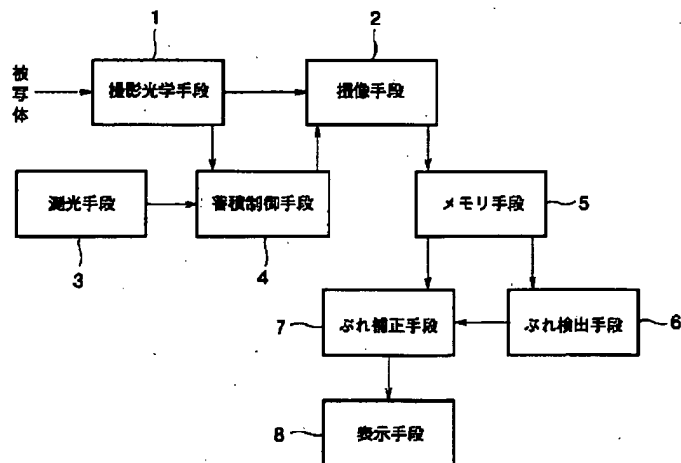 1
2
被写体
撮影光学手段
撮像手段
測光手段
蓄積制御手段
メモリ手段
5
3
4
7
ぶれ補正手段
ぶれ検出手段
6
8
表示手段